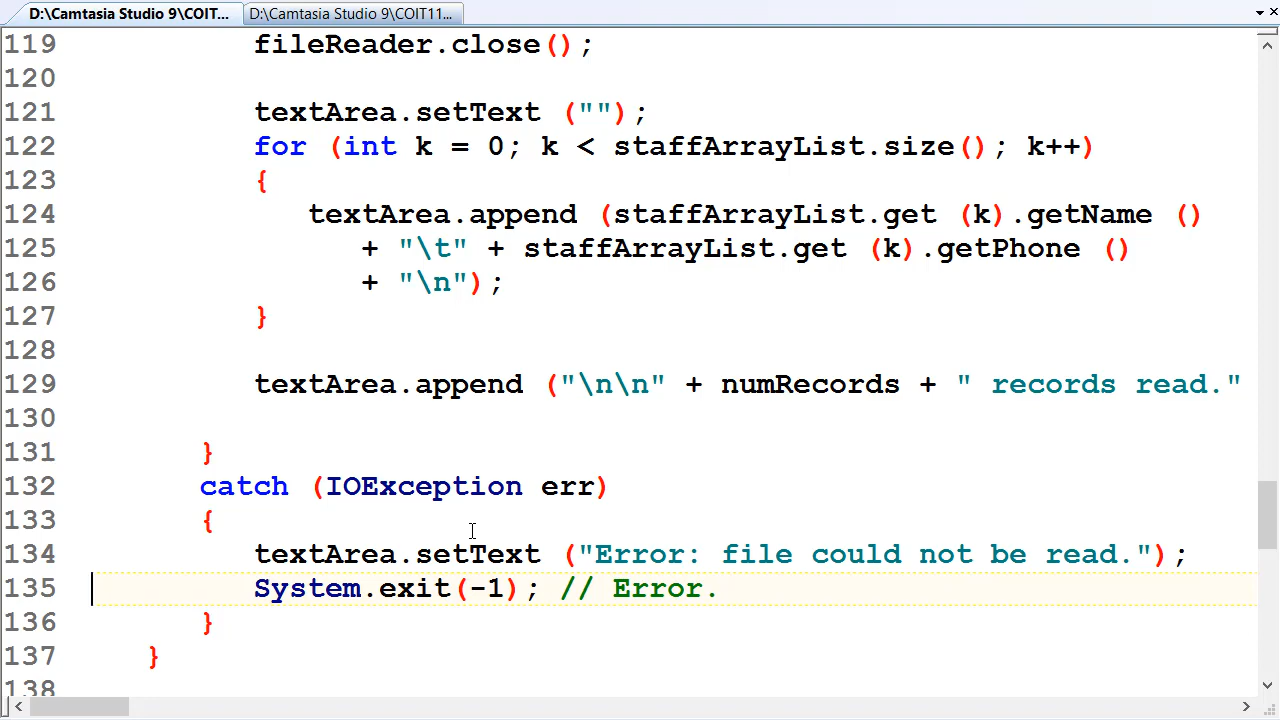 D:\Camtasia Studio 9\COIT... D:\Camtasia Studio 9\COIT11...
119 fileReader.close();
120
121 textArea.setText ("");
122 for (int k = 0; k < staffArrayList.size(); k++)
123 {
124 textArea.append (staffArrayList.get (k).getName ()
125 + "\t" + staffArrayList.get (k).getPhone ()
126 + "\n");
127 }
128
129 textArea.append ("\n\n" + numRecords + " records read."
130
131 }
132 catch (IOException err)
133 {
134 textArea.setText ("Error: file could not be read.");
135 System.exit(-1); // Error.
136 }
137 }
138